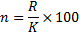 n = R/K × 100